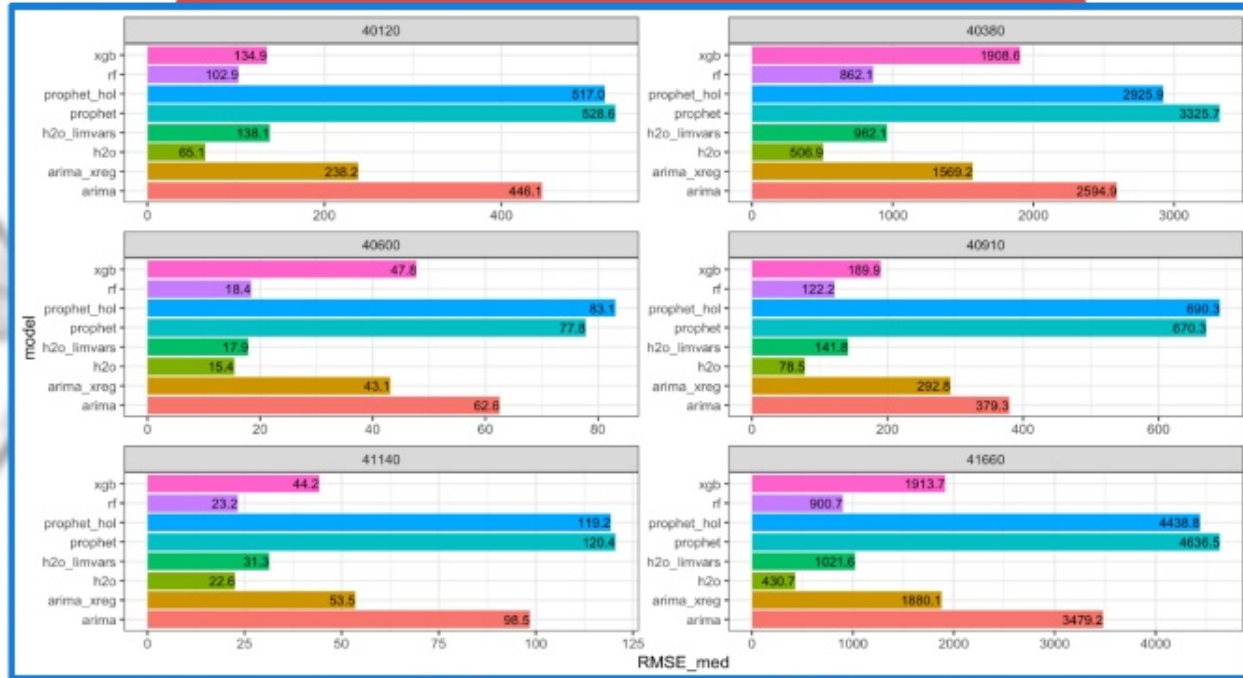 40120
xgb 134.9
rf 102.9
prophet_hol 517.0
prophet 528.6
h2o_limvars 138.1
h2o 65.1
arima_xreg 238.2
arima 446.1
0 200 400
40380
xgb 1908.6
rf 862.1
prophet_hol 2925.9
prophet 3325.7
h2o_limvars 962.1
h2o 506.9
arima_xreg 1569.2
arima 2594.9
0 1000 2000 3000
model
40600
xgb 47.8
rf 18.4
prophet_hol 83.1
prophet 77.8
h2o_limvars 17.9
h2o 15.4
arima_xreg 43.1
arima 62.6
0 20 40 60 80
40910
xgb 189.9
rf 122.2
prophet_hol 690.3
prophet 670.3
h2o_limvars 141.8
h2o 78.5
arima_xreg 292.8
arima 379.3
0 200 400 600
41140
xgb 44.2
rf 23.2
prophet_hol 119.2
prophet 120.4
h2o_limvars 31.3
h2o 22.6
arima_xreg 53.5
arima 98.5
0 25 50 75 100 125
41660
xgb 1913.7
rf 900.7
prophet_hol 4438.8
prophet 4636.5
h2o_limvars 1021.6
h2o 430.7
arima_xreg 1880.1
arima 3479.2
0 1000 2000 3000 4000
RMSE_med